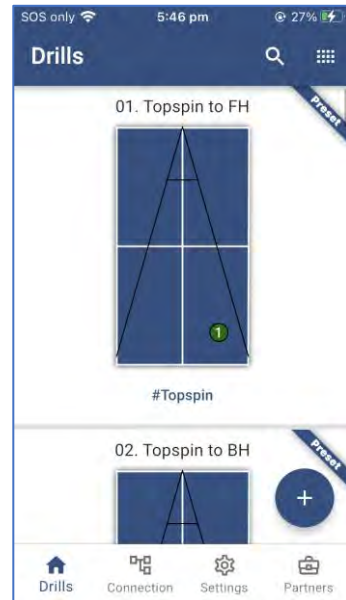 SOS only 5:46 pm 27%
Drills
Preset
01. Topspin to FH
1
#Topspin
Preset
02. Topspin to BH
+
Drills Connection Settings Partners